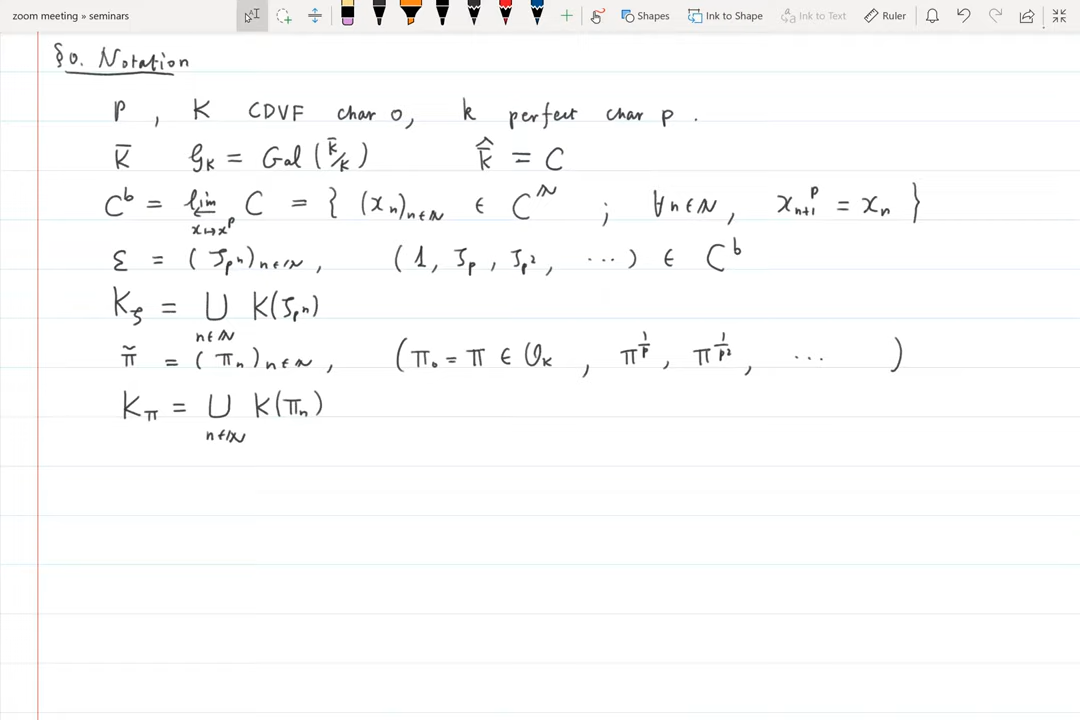 zoom meeting » seminars Shapes Ink to Shape Ink to Text Ruler
§0. Notation
p , K CDVF char 0, k perfect char p .
K̄ 𝒢_K = Gal(K̄/K) K̄^ = C
C^b = lim_{←, x↦x^p} C = { (x_n)_{n∈ℕ} ∈ C^ℕ ; ∀n∈ℕ, x_{n+1}^p = x_n }
ε = (ζ_{p^n})_{n∈ℕ}, (1, ζ_p, ζ_{p^2}, ...) ∈ C^b
K_ζ = ∪_{n∈ℕ} K(ζ_{p^n})
π̃ = (π_n)_{n∈ℕ}, (π_0 = π ∈ 𝒪_K , π^{1/p}, π^{1/p^2}, ... )
K_π = ∪_{n∈ℕ} K(π_n)